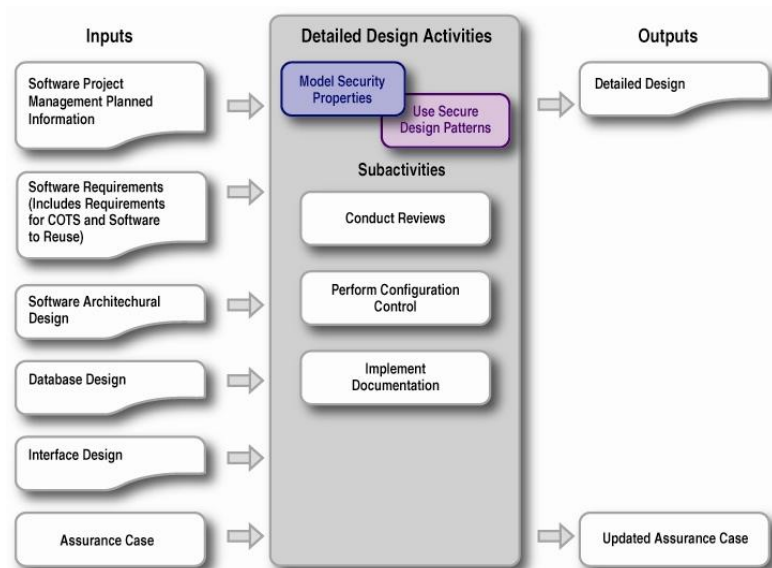 Inputs
Detailed Design Activities
Outputs
Software Project
Management Planned
Information
Model Security
Properties
Use Secure
Design Patterns
Detailed Design
Subactivities
Software Requirements
(Includes Requirements
for COTS and Software
to Reuse)
Conduct Reviews
Software Architechural
Design
Perform Configuration
Control
Database Design
Implement
Documentation
Interface Design
Assurance Case
Updated Assurance Case